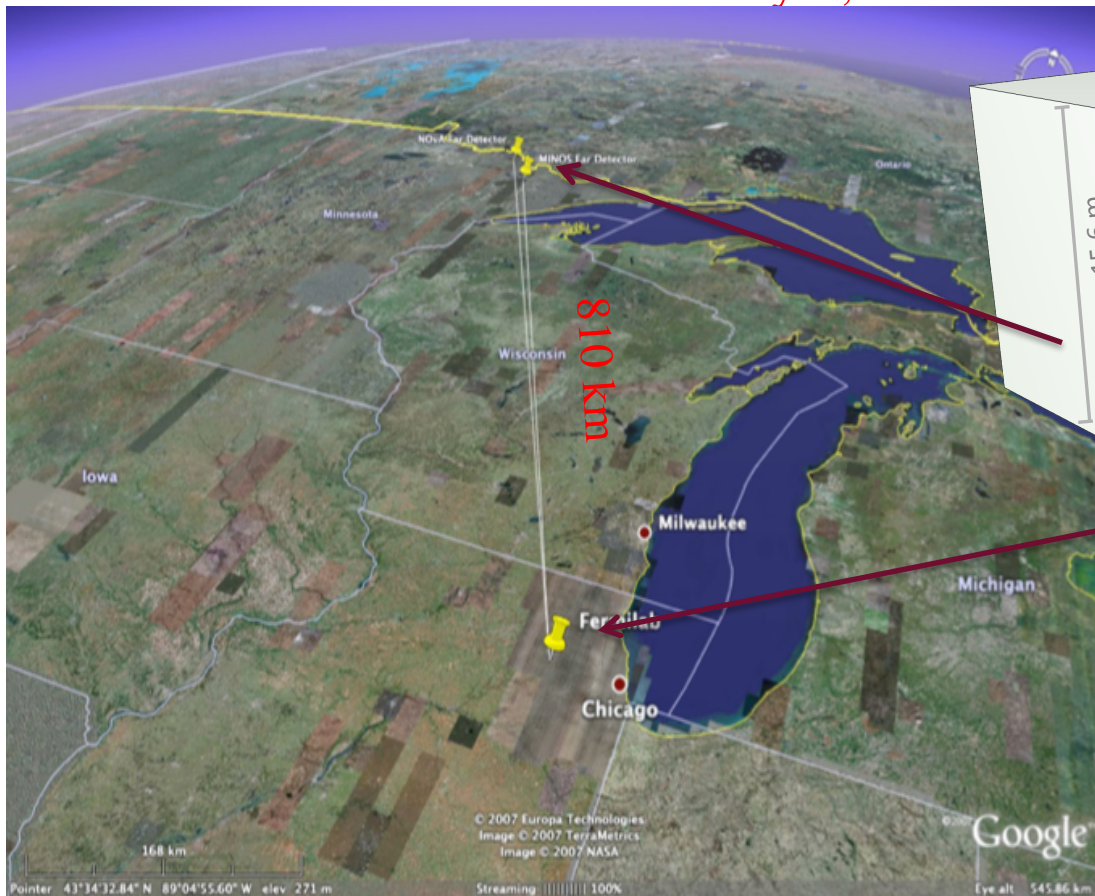 NOvA Far Detector
MINOS Far Detector
Ontario
Minnesota
15.6 m
810 km
Wisconsin
Iowa
Milwaukee
Michigan
Fermilab
Chicago
© 2007 Europa Technologies
Image © 2007 TerraMetrics
Image © 2007 NASA
Google
168 km
Pointer 43°34'32.84" N 89°04'55.60" W elev 271 m
Streaming 100%
Eye alt 545.86 km